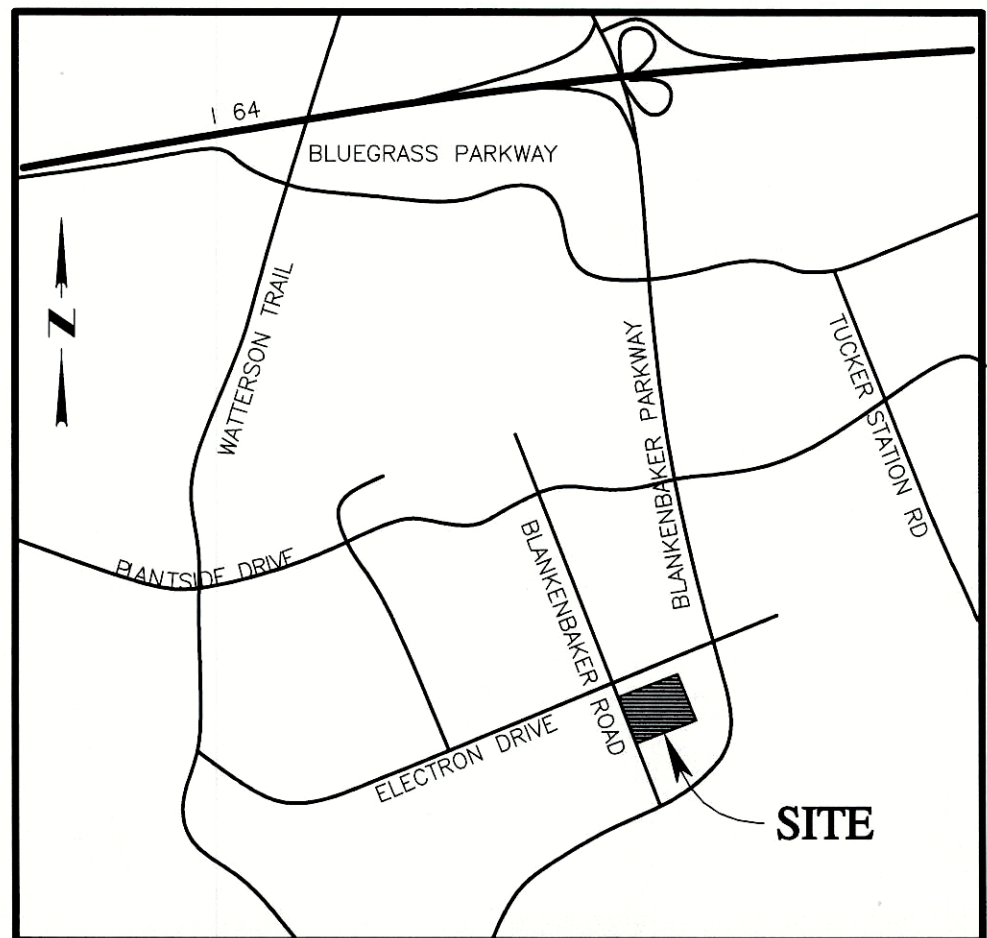 I 64
BLUEGRASS PARKWAY
N
WATTERSON TRAIL
BLANKENBAKER PARKWAY
TUCKER STATION RD
PLANTSIDE DRIVE
BLANKENBAKER ROAD
ELECTRON DRIVE
SITE